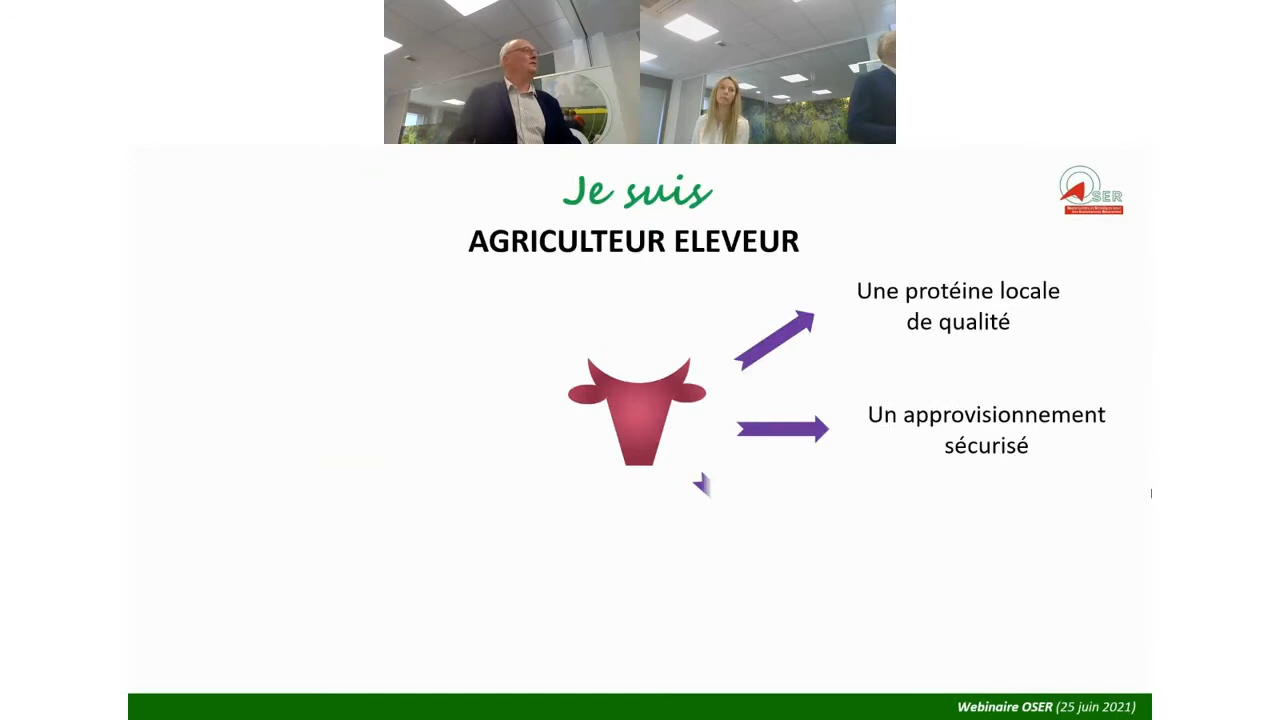 Je suis
OSER
AGRICULTEUR ELEVEUR
Une protéine locale
de qualité
Un approvisionnement
sécurisé
Webinaire OSER (25 juin 2021)